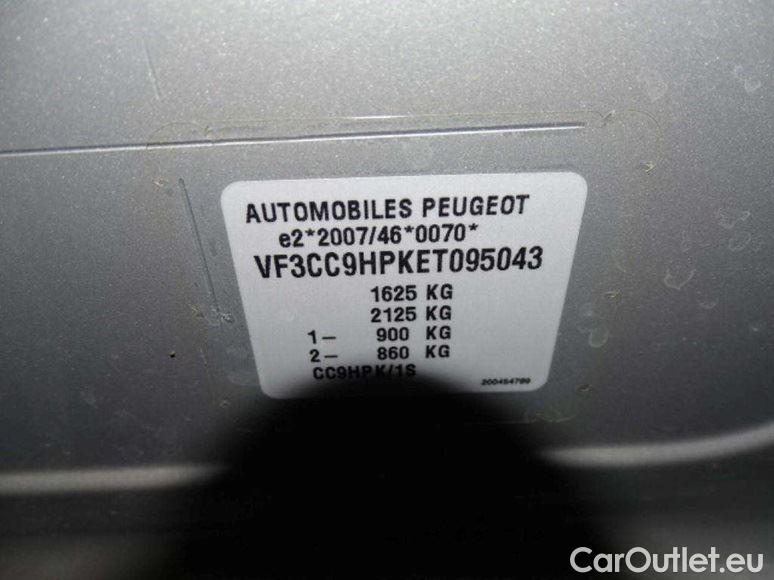 AUTOMOBILES PEUGEOT
e2*2007/46*0070*
VF3CC9HPKET095043
1625 KG
2125 KG
1– 900 KG
2– 860 KG
CC9HPK/1S
200454799
CarOutlet.eu